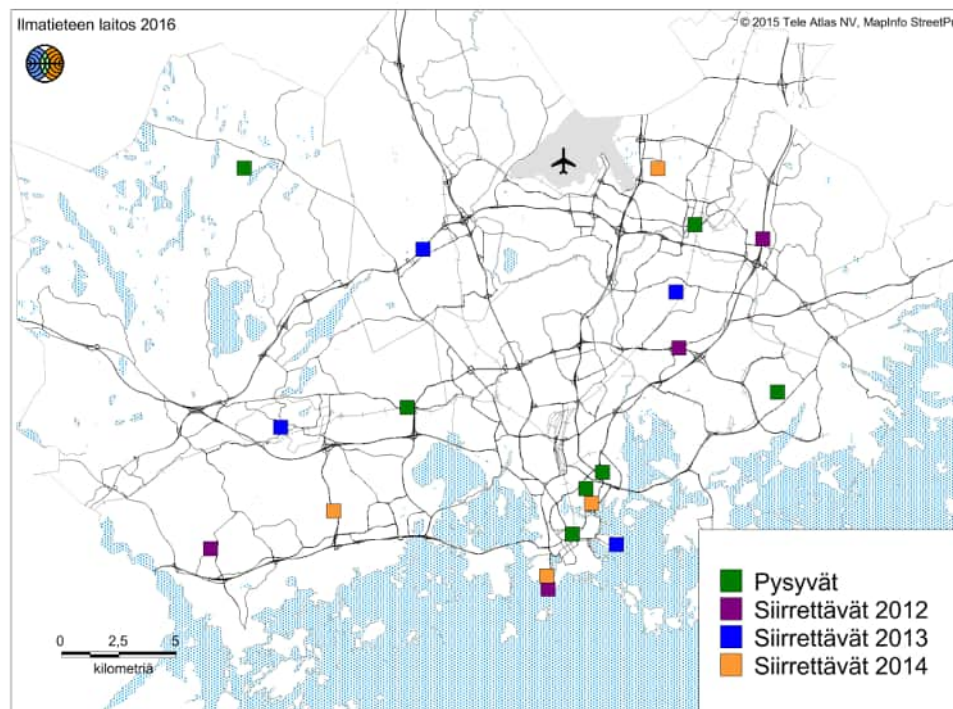 Ilmatieteen laitos 2016
© 2015 Tele Atlas NV, MapInfo StreetPr
Pysyvät
Siirrettävät 2012
Siirrettävät 2013
Siirrettävät 2014
0 2,5 5
kilometriä